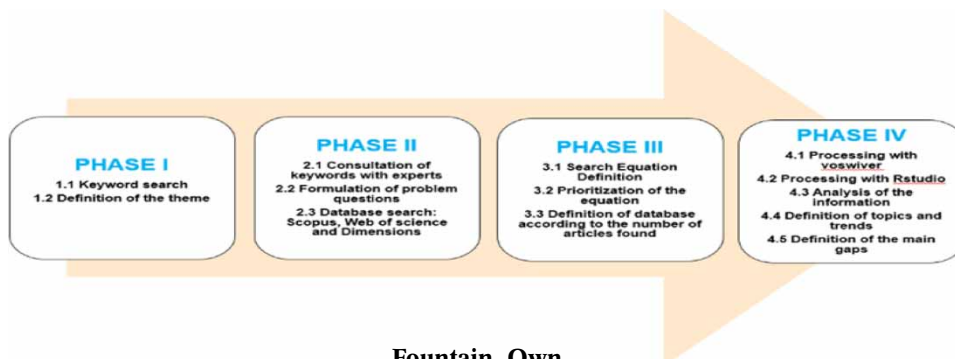 PHASE I
1.1 Keyword search
1.2 Definition of the theme
PHASE II
2.1 Consultation of
keywords with experts
2.2 Formulation of problem
questions
2.3 Database search:
Scopus, Web of science
and Dimensions
PHASE III
3.1 Search Equation
Definition
3.2 Prioritization of the
equation
3.3 Definition of database
according to the number of
articles found
PHASE IV
4.1 Processing with
voswiver
4.2 Processing with Rstudio
4.3 Analysis of the
information
4.4 Definition of topics and
trends
4.5 Definition of the main
gaps
Fountain. Own